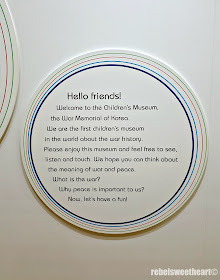 Hello friends!
Welcome to the Children's Museum,
the War Memorial of Korea.
We are the first children's museum
in the world about the war history.
Please enjoy this museum and feel free to see,
listen and touch. We hope you can think about
the meaning of war and peace.
What is the war?
Why peace is important to us?
Now, let's have a fun!
rebelsweetheart©